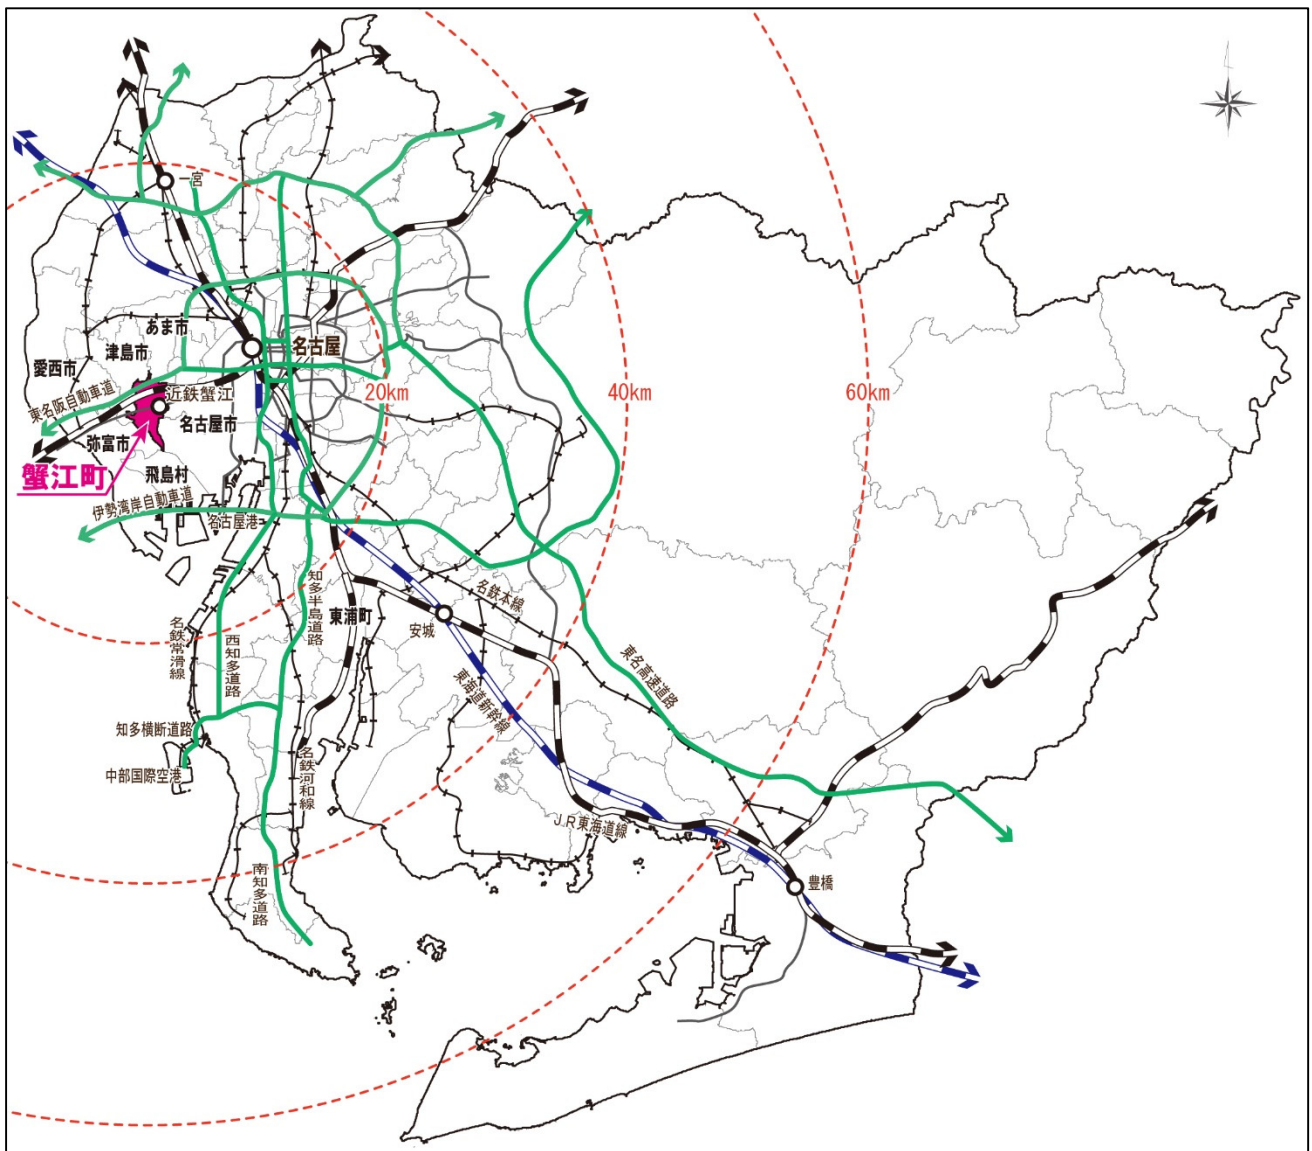 一宮
あま市
名古屋
津島市
愛西市
東名阪自動車道
近鉄蟹江
20km
40km
60km
名古屋市
弥富市
蟹江町
飛島村
伊勢湾岸自動車道
名古屋港
知多半島道路
東浦町
名鉄本線
安城
名鉄常滑線
西知多道路
東名高速道路
東海道新幹線
知多横断道路
中部国際空港
名鉄河和線
JR東海道線
南知多道路
豊橋